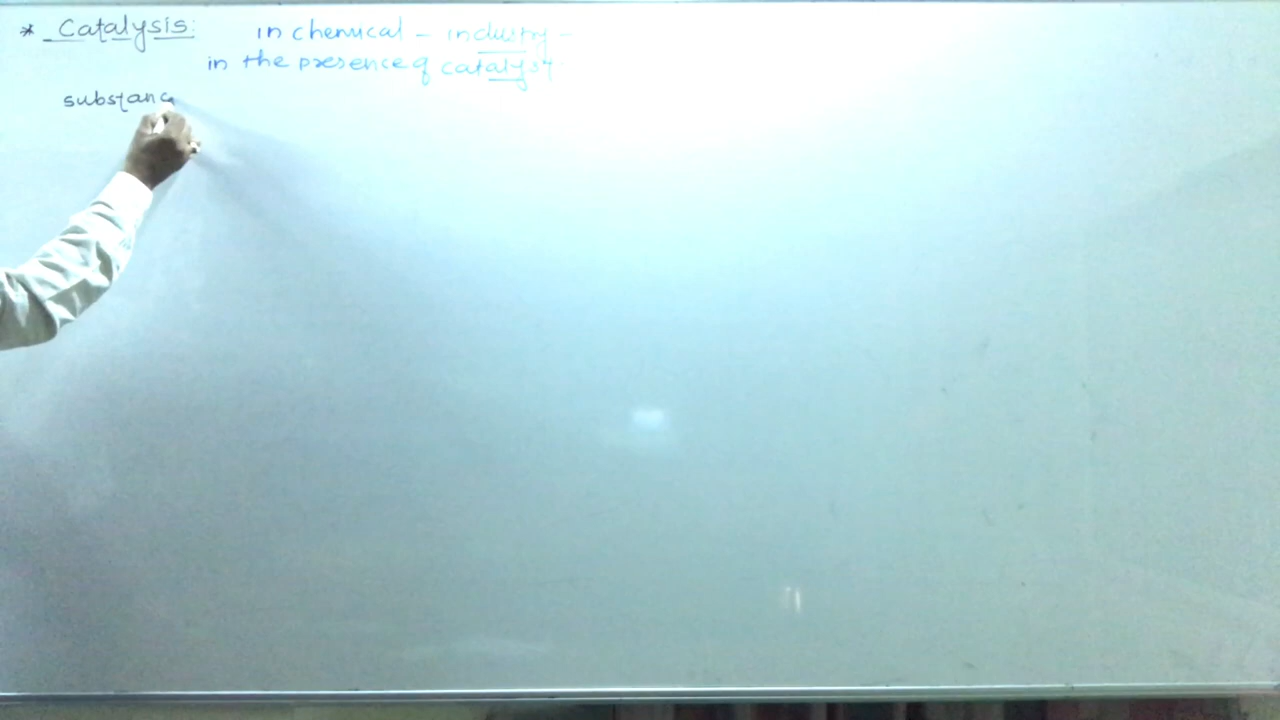 * Catalysis: in chemical - industry -
in the presence of catalyst
substanc